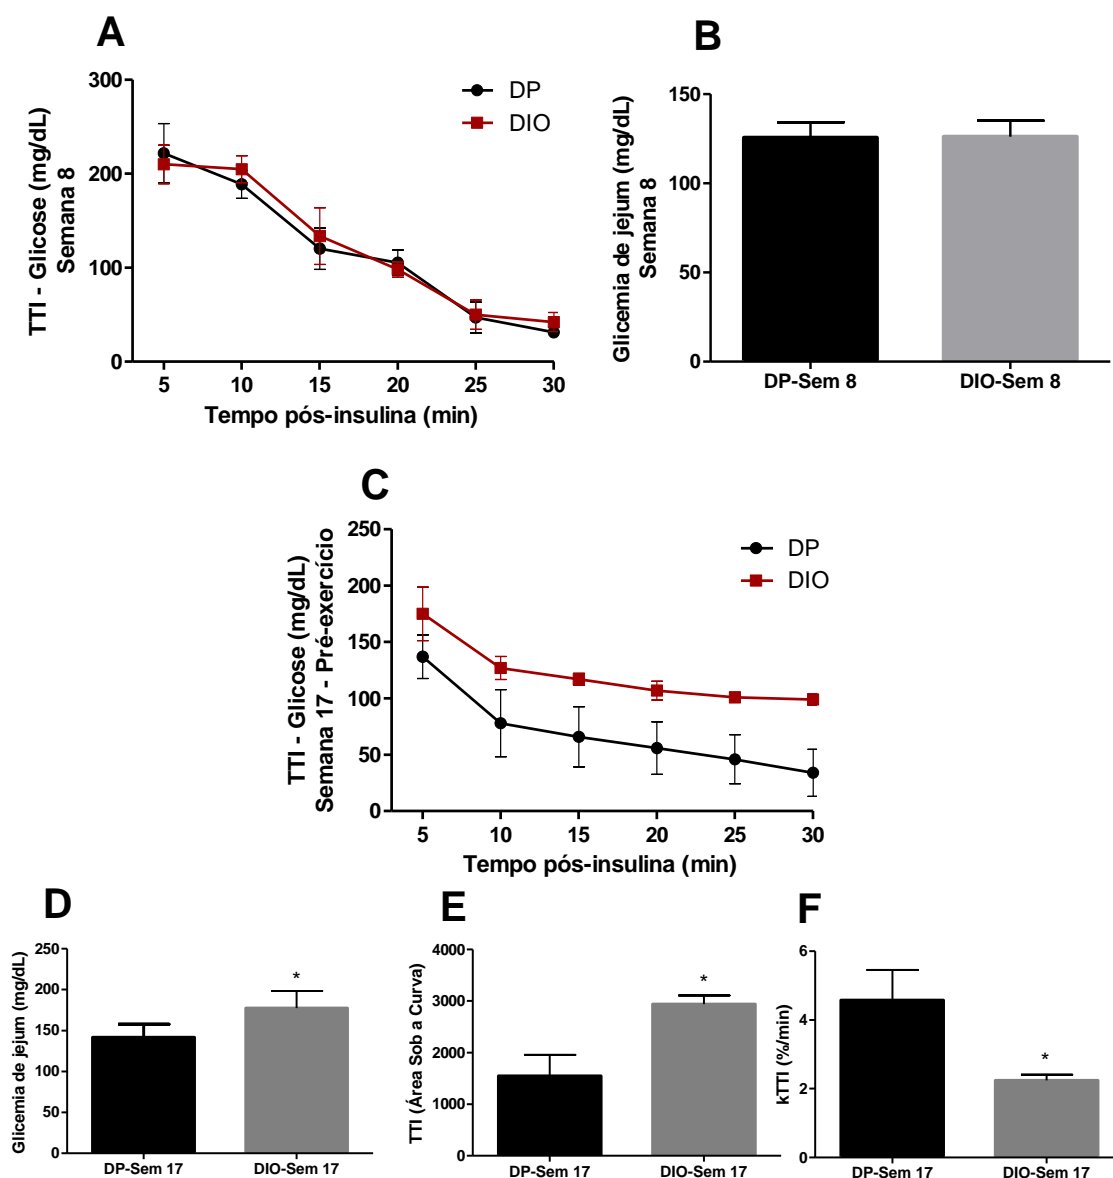 A
TTI - Glicose (mg/dL)
Semana 8
300
200
100
0
DP
DIO
5 10 15 20 25 30
Tempo pós-insulina (min)
B
Glicemia de jejum (mg/dL)
Semana 8
150
100
50
0
DP-Sem 8 DIO-Sem 8
C
TTI - Glicose (mg/dL)
Semana 17 - Pré-exercício
250
200
150
100
50
0
DP
DIO
5 10 15 20 25 30
Tempo pós-insulina (min)
D
Glicemia de jejum (mg/dL)
250
200
150
100
50
0
*
DP-Sem 17 DIO-Sem 17
E
TTI (Área Sob a Curva)
4000
3000
2000
1000
0
*
DP-Sem 17 DIO-Sem 17
F
kTTI (%/min)
6
4
2
0
*
DP-Sem 17 DIO-Sem 17